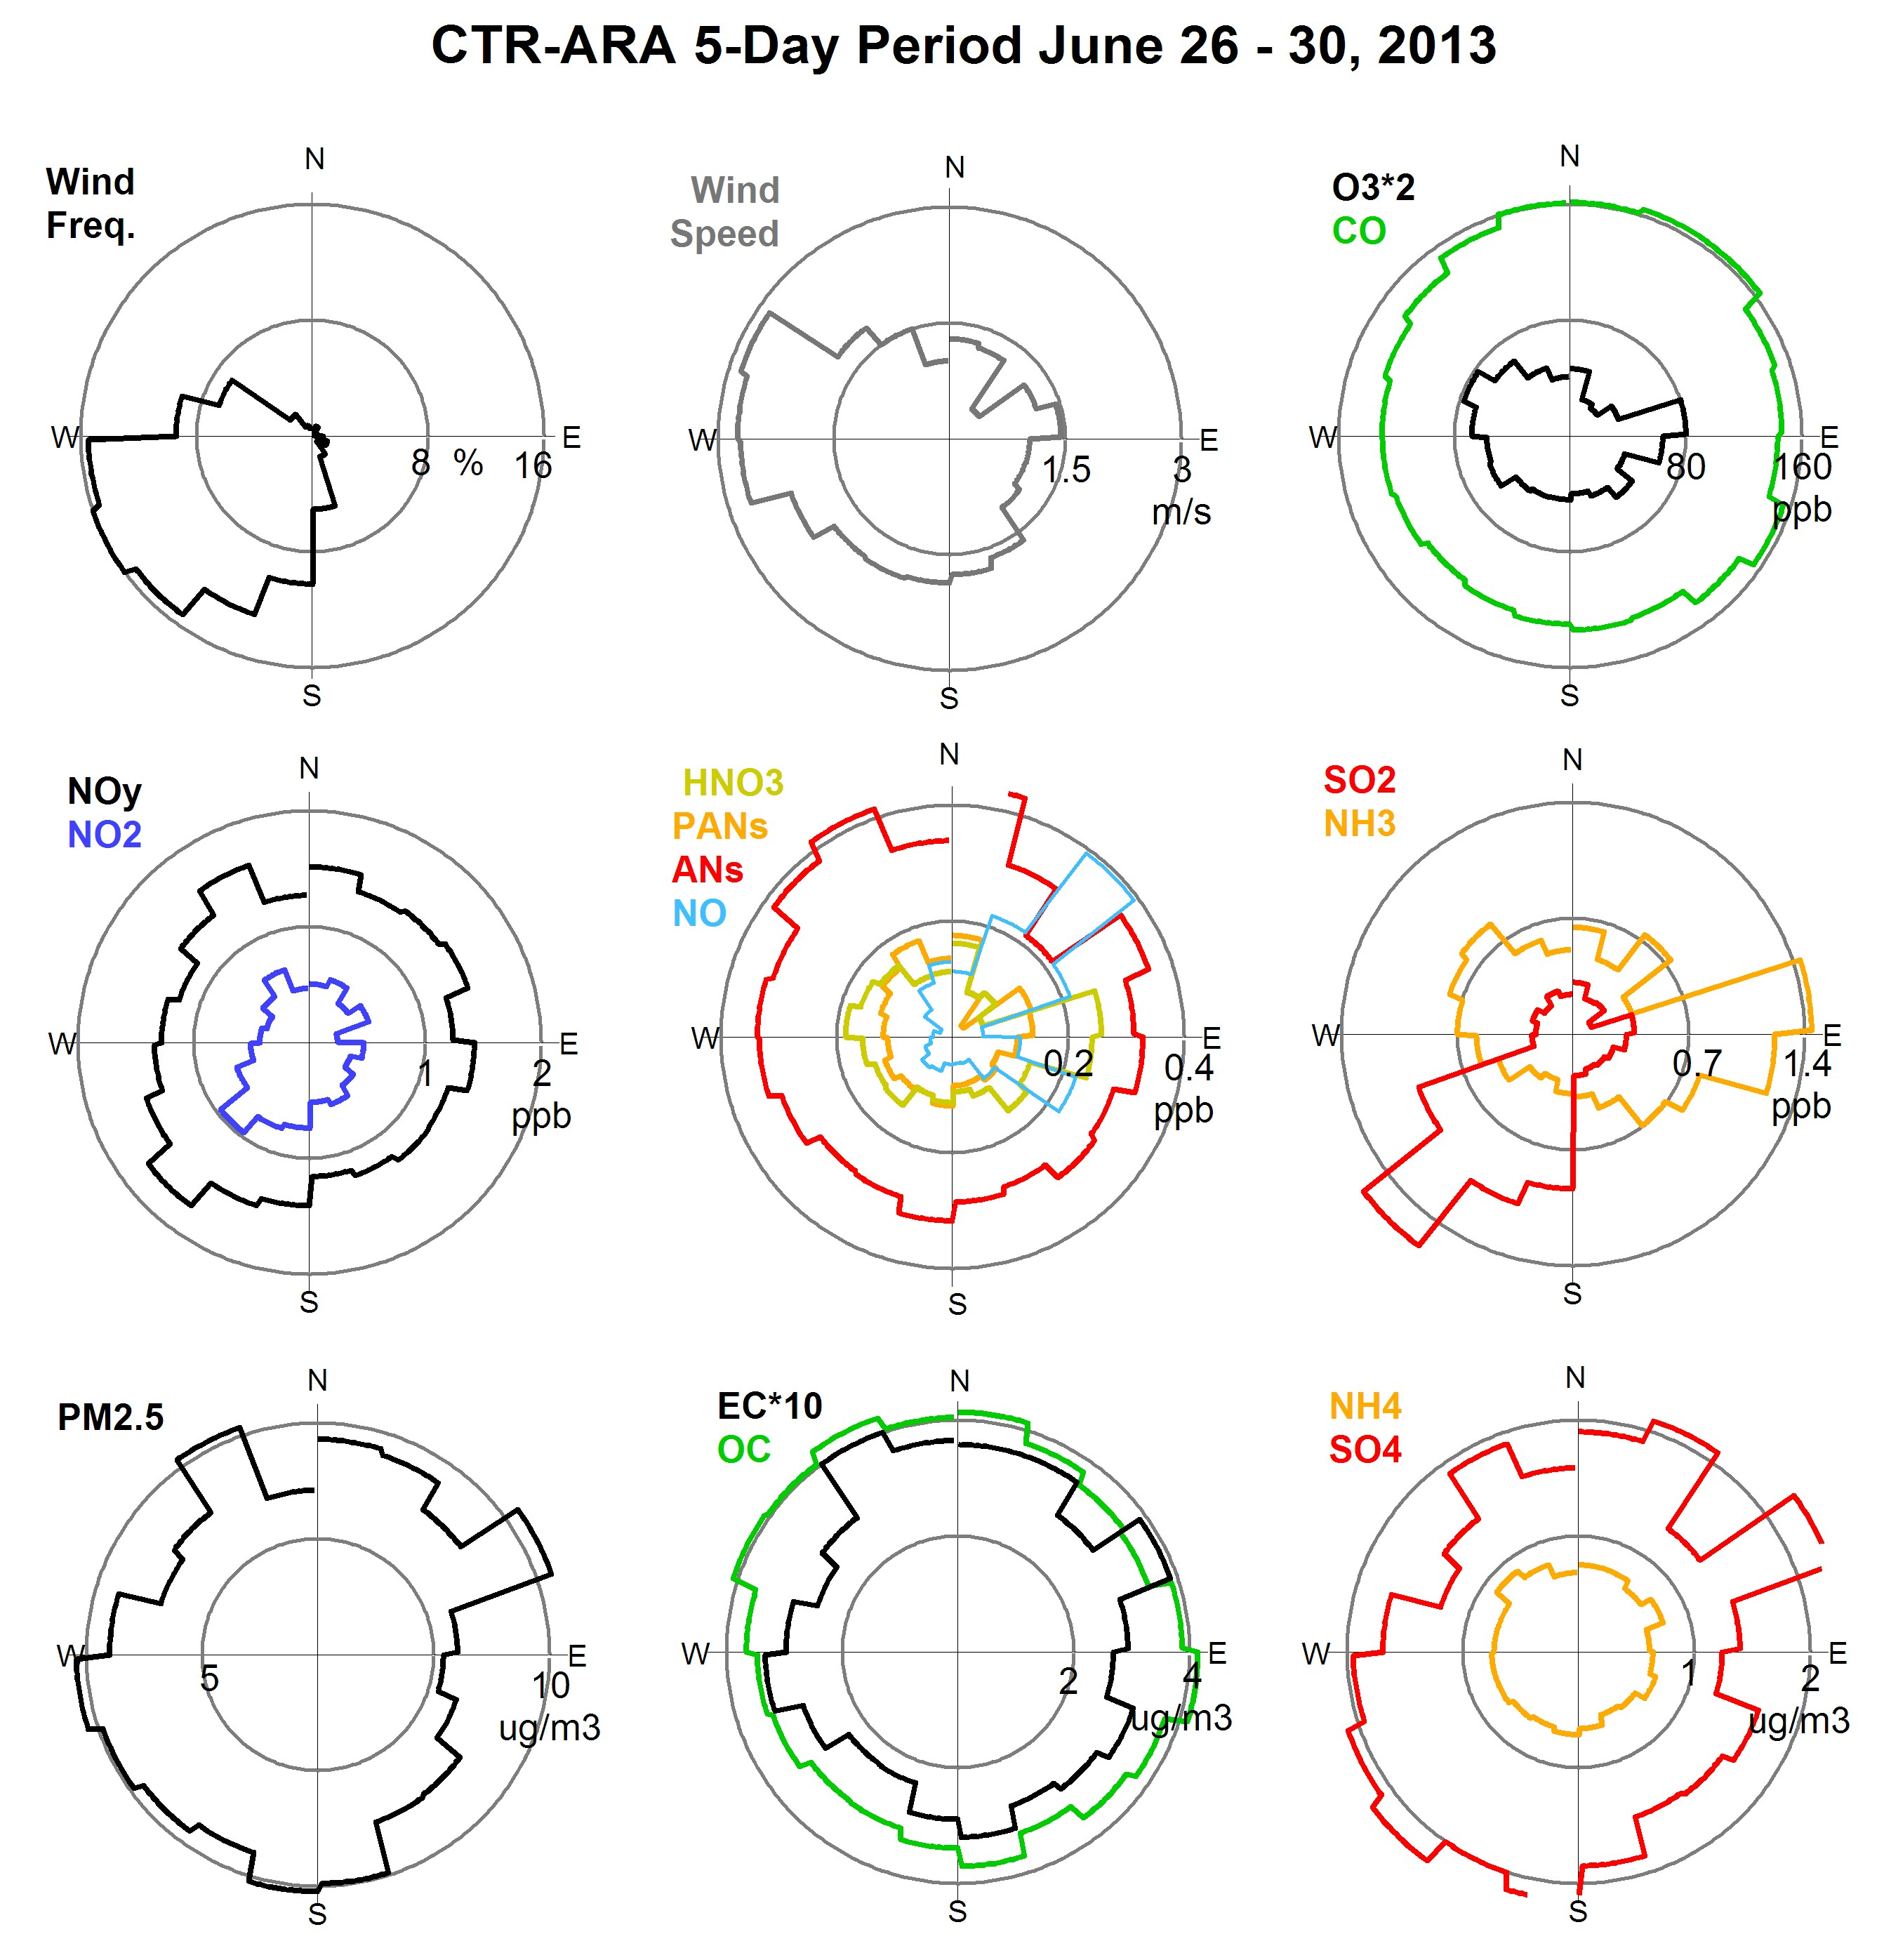 CTR-ARA 5-Day Period June 26 - 30, 2013
Wind
Freq.
N
W
E
S
8 % 16
Wind
Speed
N
W
E
S
1.5 3
m/s
O3*2
CO
N
W
E
80 160
ppb
S
NOy
NO2
N
W
E
1 2
ppb
S
HNO3
PANs
ANs
NO
N
W
E
0.2 0.4
ppb
S
SO2
NH3
N
W
E
0.7 1.4
ppb
S
PM2.5
N
W
E
5 10
ug/m3
S
EC*10
OC
N
W
E
2 4
ug/m3
S
NH4
SO4
N
W
E
1 2
ug/m3
S